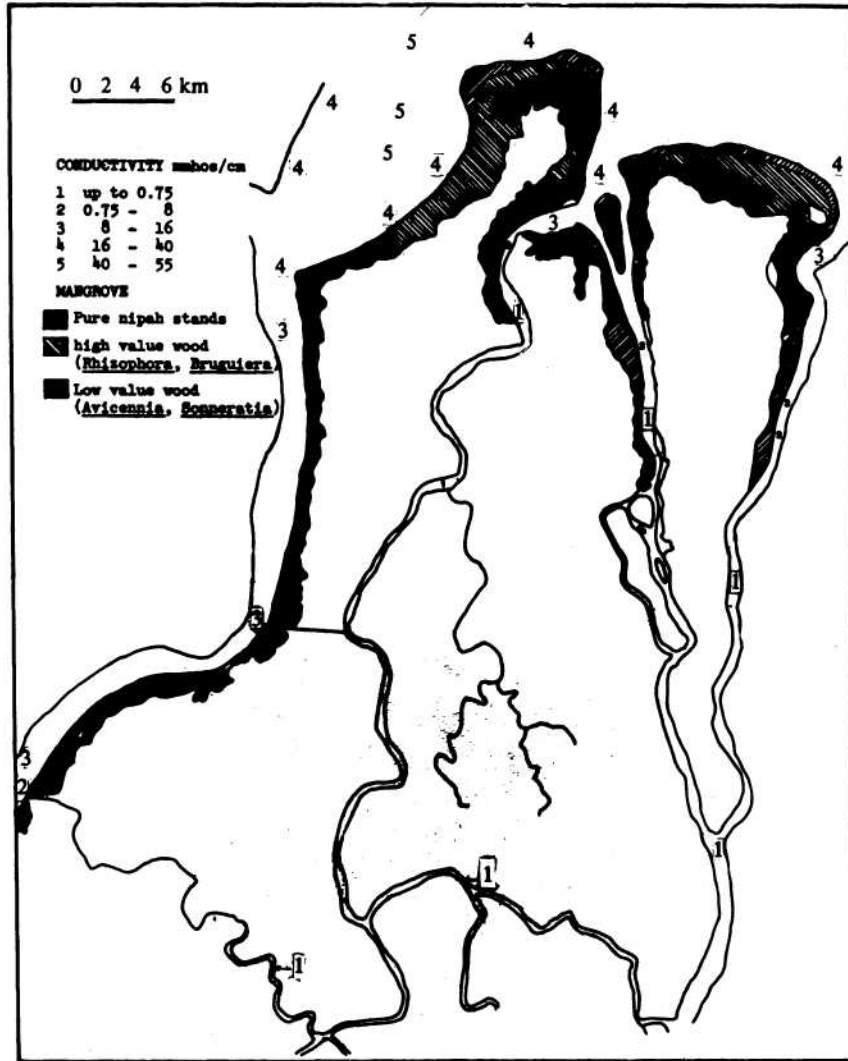 5
4
0 2 4 6 km
4
4
5
5
4
4
4
4
4
CONDUCTIVITY mmhos/cm
1 up to 0.75
2 0.75 - 8
3 8 - 16
4 16 - 40
5 40 - 55
4
3
3
4
MANGROVE
Pure nipah stands
1
3
high value wood
(Rhizophora, Bruguiera)
Low value wood
(Avicennia, Sonneratia)
1
1
3
2
1
1
1